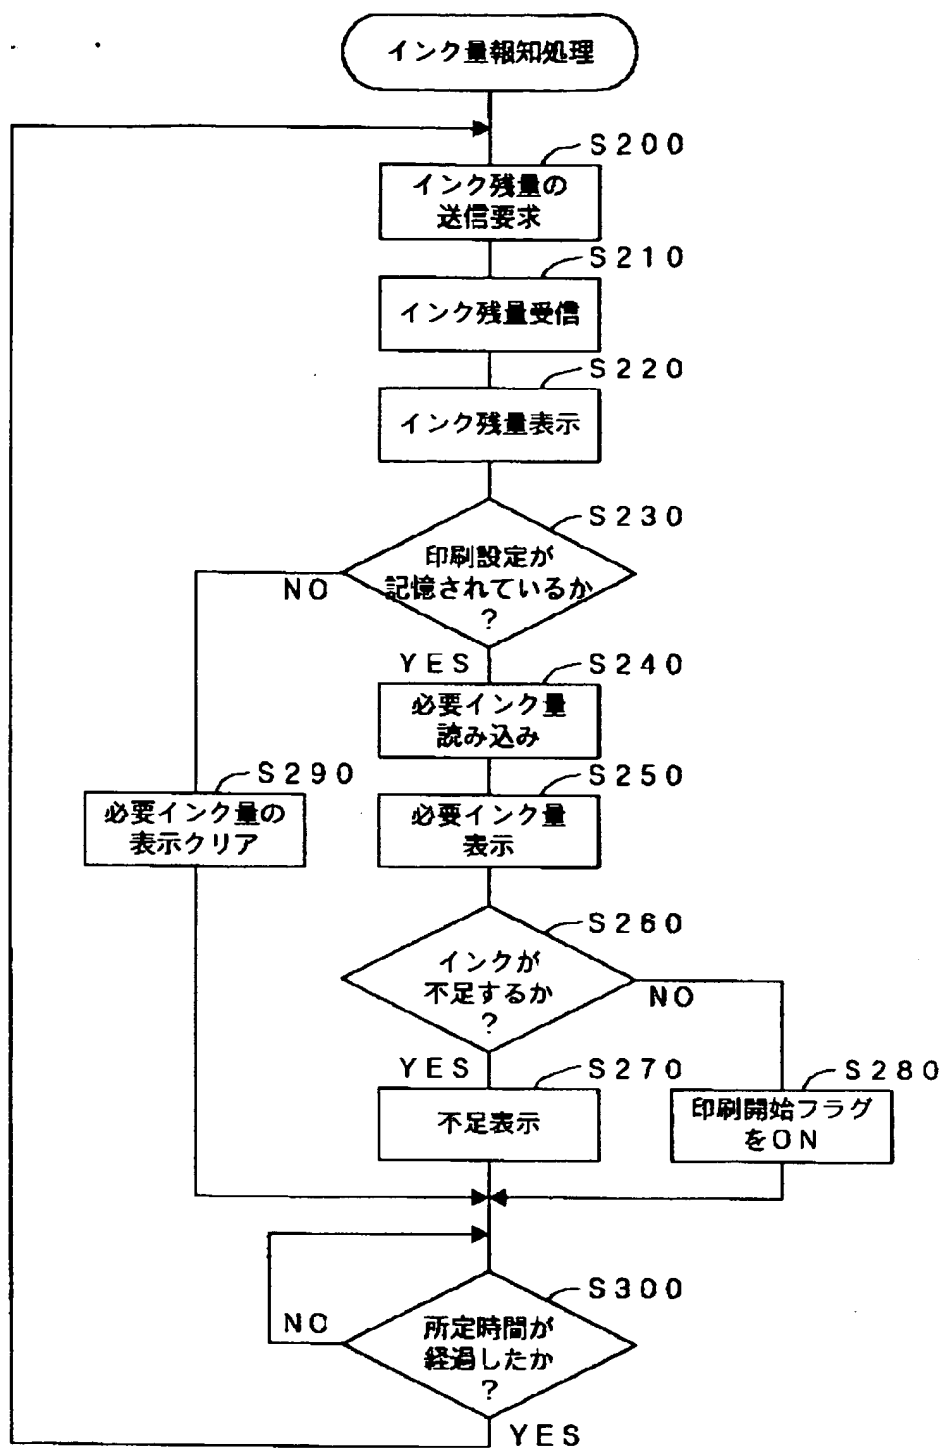 インク量報知処理
S200
インク残量の
送信要求
S210
インク残量受信
S220
インク残量表示
S230
印刷設定が
記憶されているか
?
NO
YES
S240
必要インク量
読み込み
S290
必要インク量の
表示クリア
S250
必要インク量
表示
S260
インクが
不足するか
?
NO
YES
S270
不足表示
S280
印刷開始フラグ
をON
S300
所定時間が
経過したか
?
NO
YES